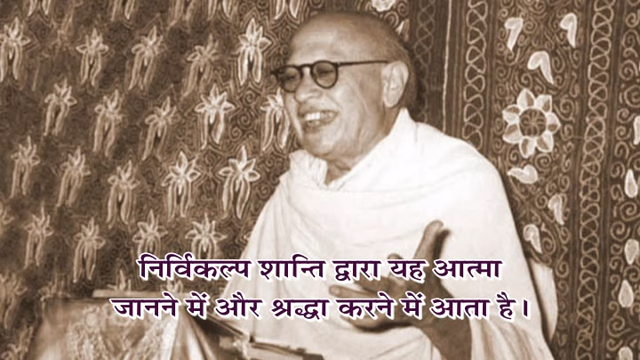 निर्विकल्प शान्ति द्वारा यह आत्मा
जानने में और श्रद्धा करने में आता है।